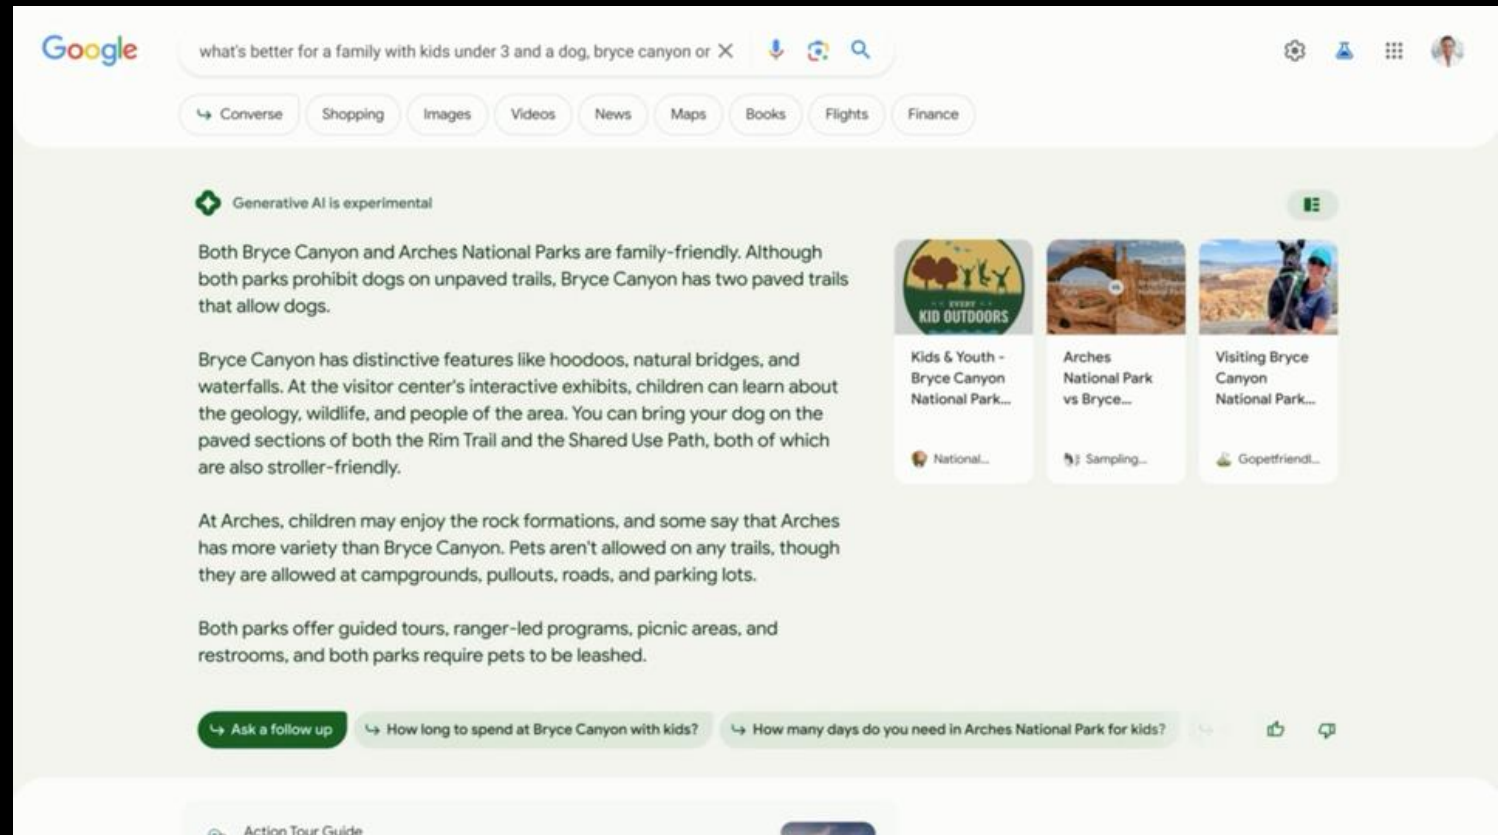 Google
what's better for a family with kids under 3 and a dog, bryce canyon or
Converse
Shopping
Images
Videos
News
Maps
Books
Flights
Finance
Generative AI is experimental
Both Bryce Canyon and Arches National Parks are family-friendly. Although
both parks prohibit dogs on unpaved trails, Bryce Canyon has two paved trails
that allow dogs.
Bryce Canyon has distinctive features like hoodoos, natural bridges, and
waterfalls. At the visitor center's interactive exhibits, children can learn about
the geology, wildlife, and people of the area. You can bring your dog on the
paved sections of both the Rim Trail and the Shared Use Path, both of which
are also stroller-friendly.
At Arches, children may enjoy the rock formations, and some say that Arches
has more variety than Bryce Canyon. Pets aren't allowed on any trails, though
they are allowed at campgrounds, pullouts, roads, and parking lots.
Both parks offer guided tours, ranger-led programs, picnic areas, and
restrooms, and both parks require pets to be leashed.
EVERY
KID OUTDOORS
Kids & Youth -
Bryce Canyon
National Park...
National...
Arches
National Park
vs Bryce...
Sampling...
Visiting Bryce
Canyon
National Park...
Gopetfriendl...
Ask a follow up
How long to spend at Bryce Canyon with kids?
How many days do you need in Arches National Park for kids?
Action Tour Guide